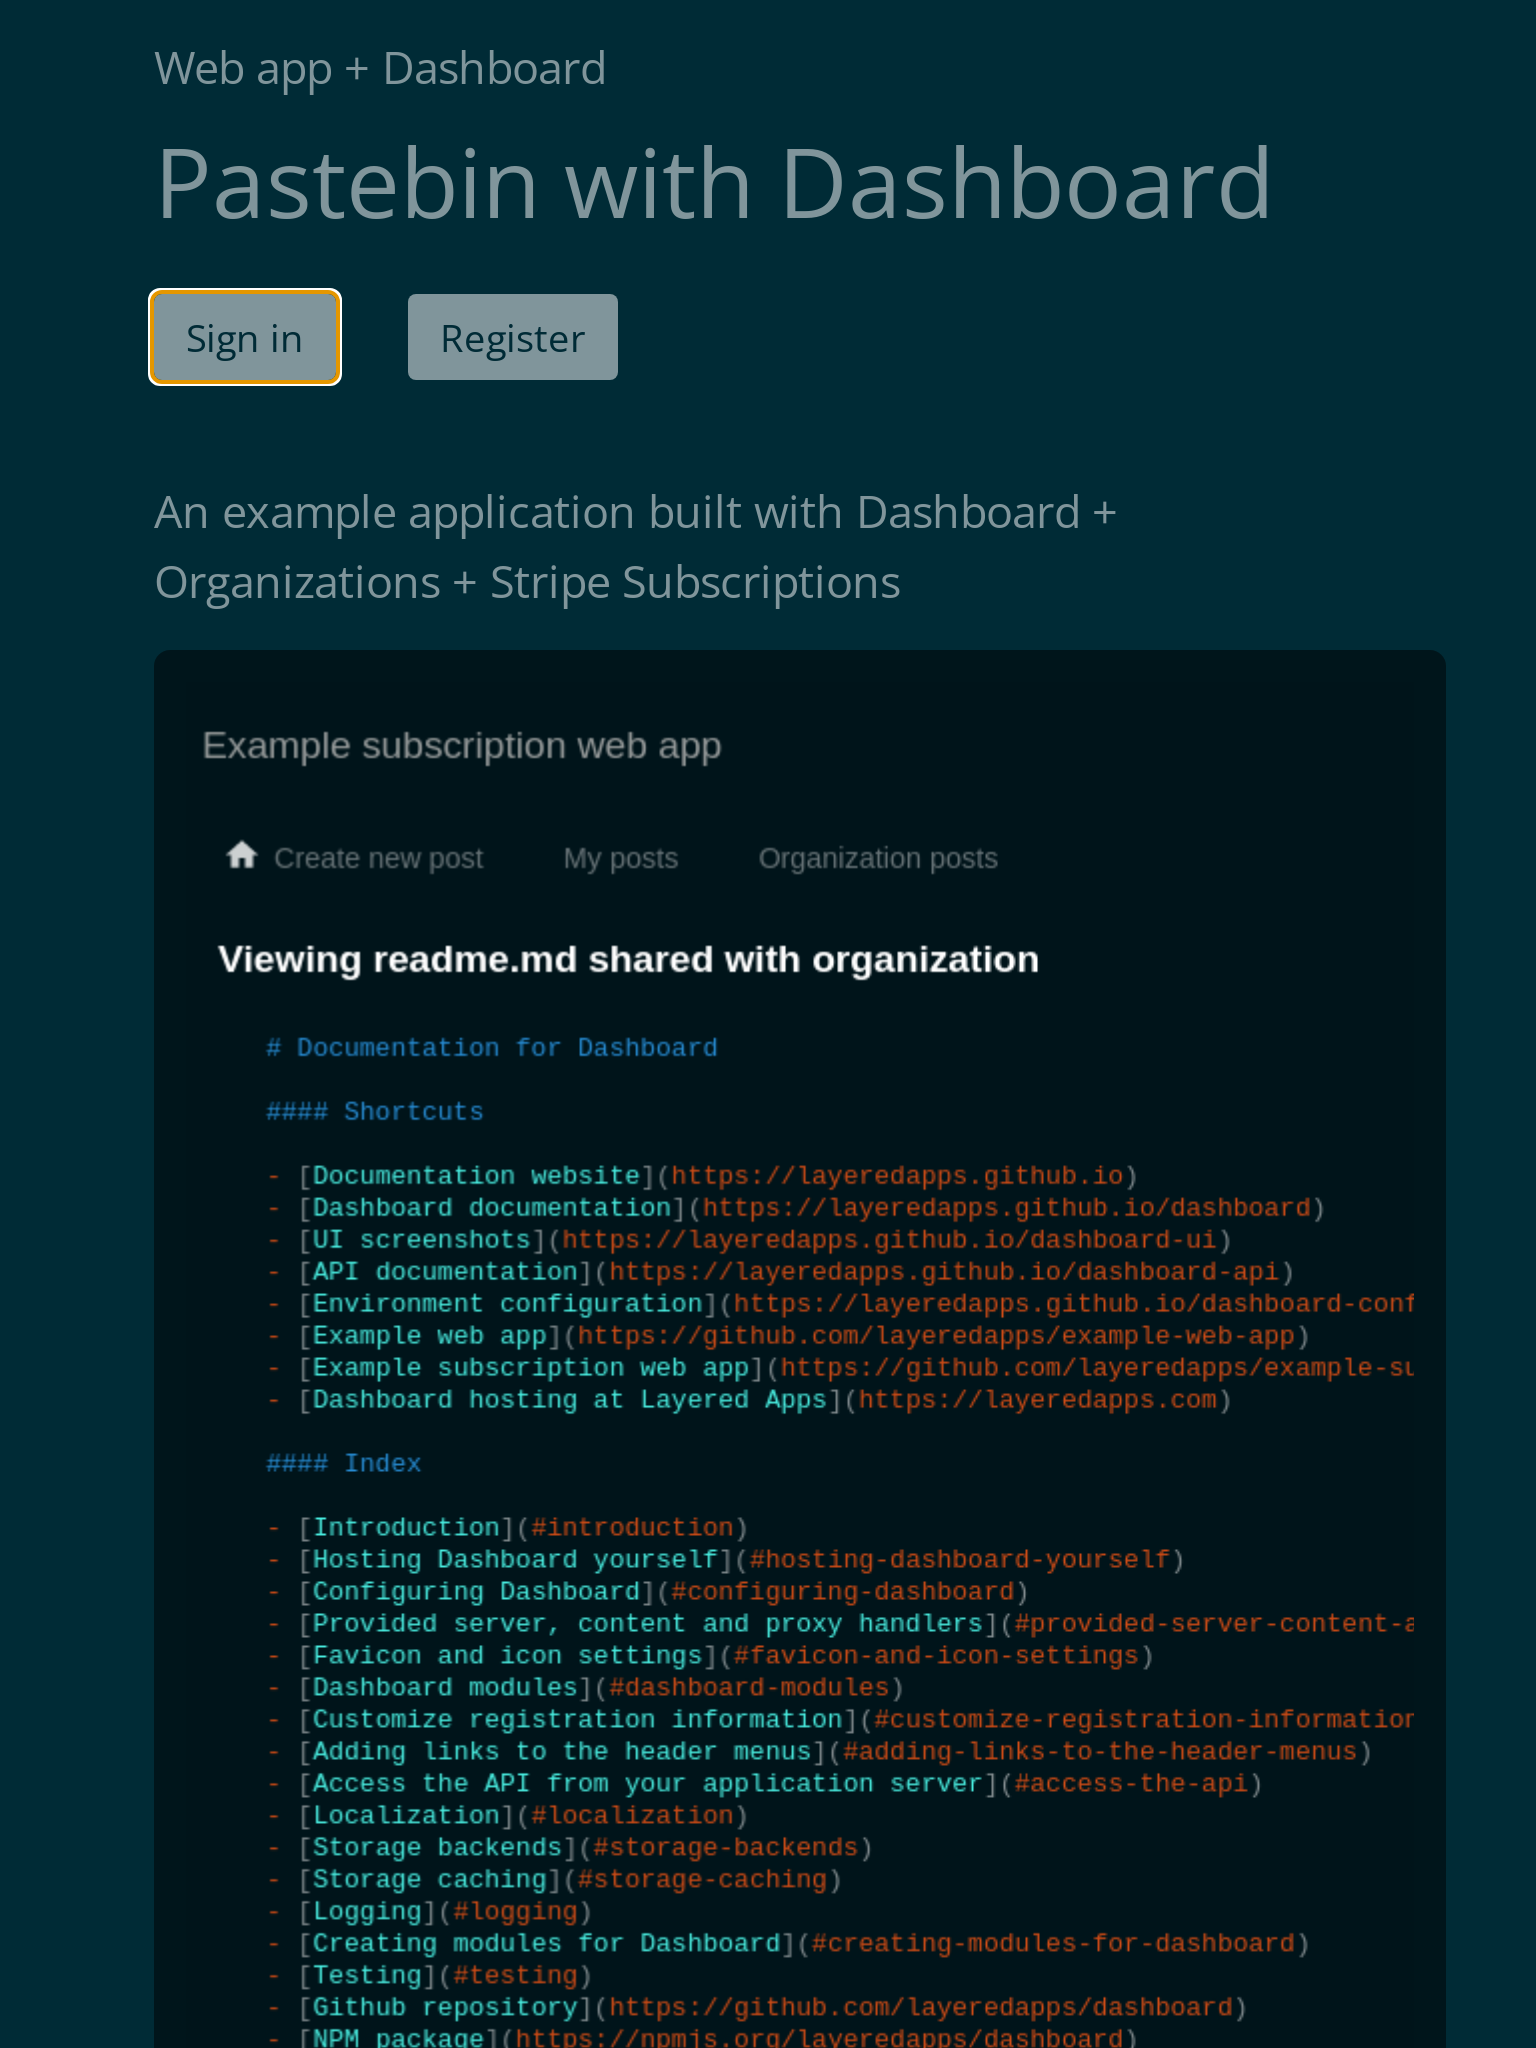 Web app + Dashboard
Pastebin with Dashboard
Sign in
Register
An example application built with Dashboard +
Organizations + Stripe Subscriptions
Example subscription web app
Create new post
My posts
Organization posts
Viewing readme.md shared with organization
# Documentation for Dashboard
#### Shortcuts
- [Documentation website](https://layeredapps.github.io)
- [Dashboard documentation](https://layeredapps.github.io/dashboard)
- [UI screenshots](https://layeredapps.github.io/dashboard-ui)
- [API documentation](https://layeredapps.github.io/dashboard-api)
- [Environment configuration](https://layeredapps.github.io/dashboard-conf
- [Example web app](https://github.com/layeredapps/example-web-app)
- [Example subscription web app](https://github.com/layeredapps/example-su
- [Dashboard hosting at Layered Apps](https://layeredapps.com)
#### Index
- [Introduction](#introduction)
- [Hosting Dashboard yourself](#hosting-dashboard-yourself)
- [Configuring Dashboard](#configuring-dashboard)
- [Provided server, content and proxy handlers](#provided-server-content-a
- [Favicon and icon settings](#favicon-and-icon-settings)
- [Dashboard modules](#dashboard-modules)
- [Customize registration information](#customize-registration-information
- [Adding links to the header menus](#adding-links-to-the-header-menus)
- [Access the API from your application server](#access-the-api)
- [Localization](#localization)
- [Storage backends](#storage-backends)
- [Storage caching](#storage-caching)
- [Logging](#logging)
- [Creating modules for Dashboard](#creating-modules-for-dashboard)
- [Testing](#testing)
- [Github repository](https://github.com/layeredapps/dashboard)
- [NPM package](https://npmjs.org/layeredapps/dashboard)